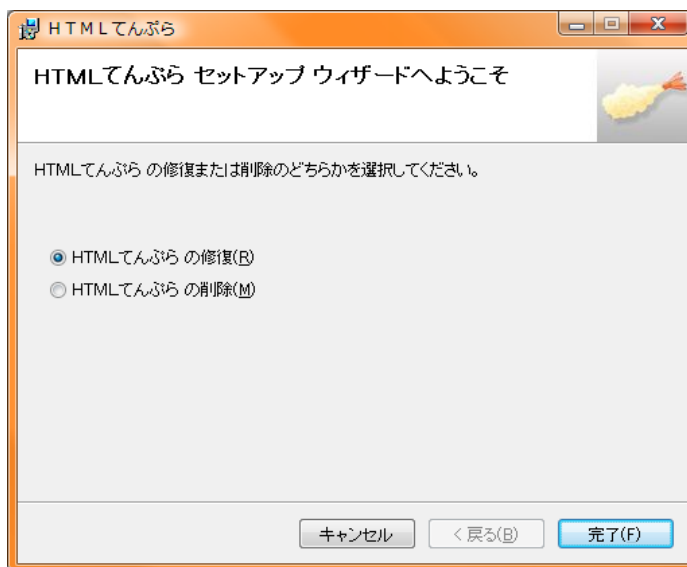 ＨＴＭＬてんぷら
HTMLてんぷら セットアップ ウィザードへようこそ
HTMLてんぷら の修復または削除のどちらかを選択してください。
HTMLてんぷら の修復(R)
HTMLてんぷら の削除(M)
キャンセル
< 戻る(B)
完了(F)